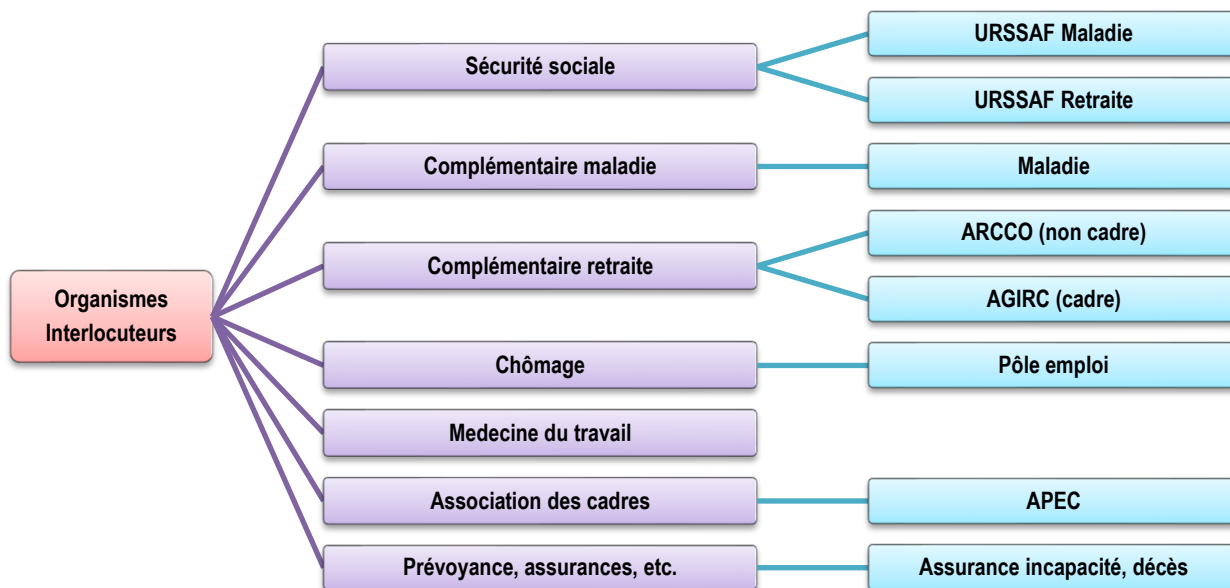 Organismes
Interlocuteurs
Sécurité sociale
URSSAF Maladie
URSSAF Retraite
Complémentaire maladie
Maladie
Complémentaire retraite
ARCCO (non cadre)
AGIRC (cadre)
Chômage
Pôle emploi
Medecine du travail
Association des cadres
APEC
Prévoyance, assurances, etc.
Assurance incapacité, décès